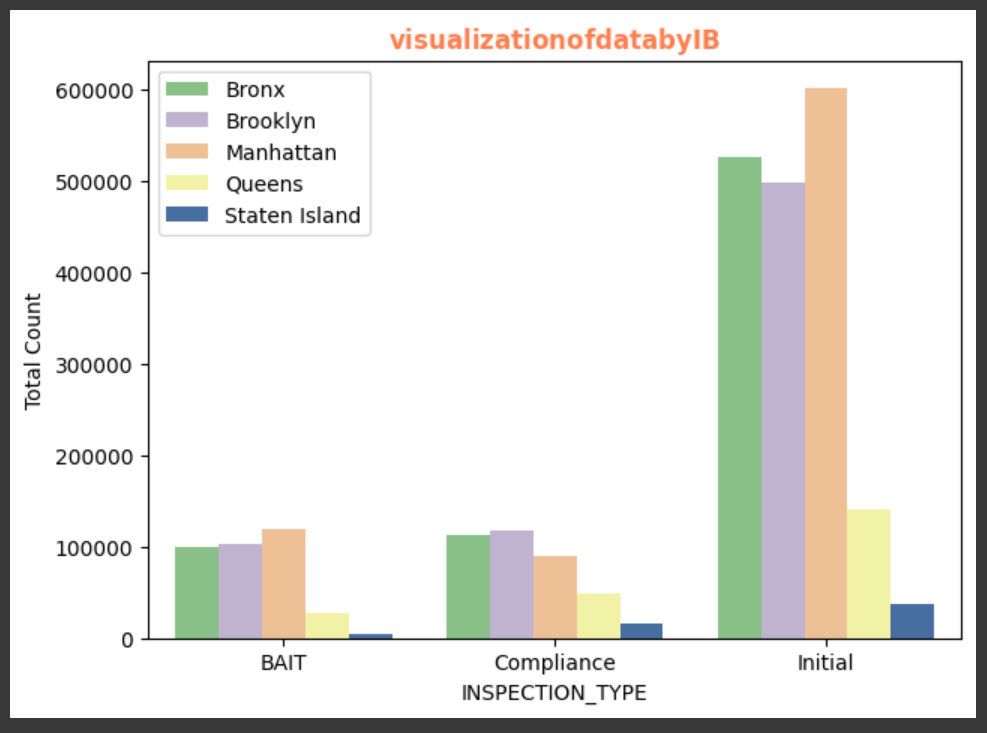 visualizationofdatabyIB
Bronx
Brooklyn
Manhattan
Queens
Staten Island
Total Count
600000
500000
400000
300000
200000
100000
0
BAIT
Compliance
Initial
INSPECTION_TYPE